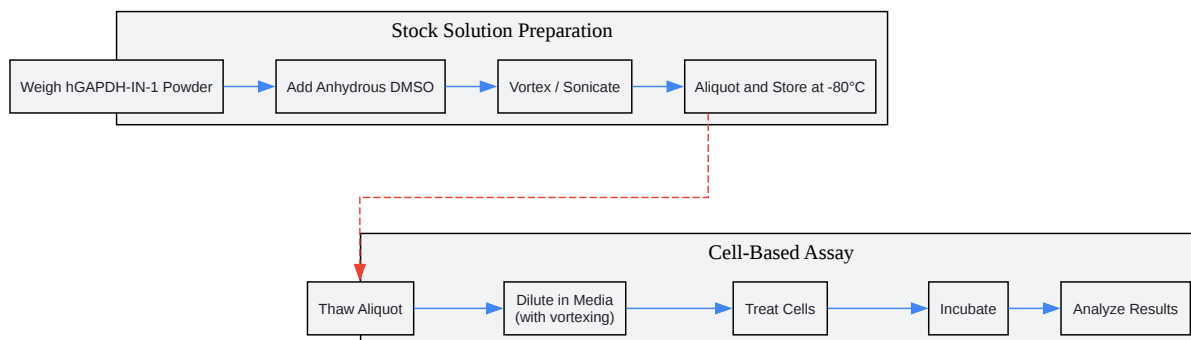 Stock Solution Preparation
Weigh hGAPDH-IN-1 Powder
Add Anhydrous DMSO
Vortex / Sonicate
Aliquot and Store at -80°C
Cell-Based Assay
Thaw Aliquot
Dilute in Media
(with vortexing)
Treat Cells
Incubate
Analyze Results